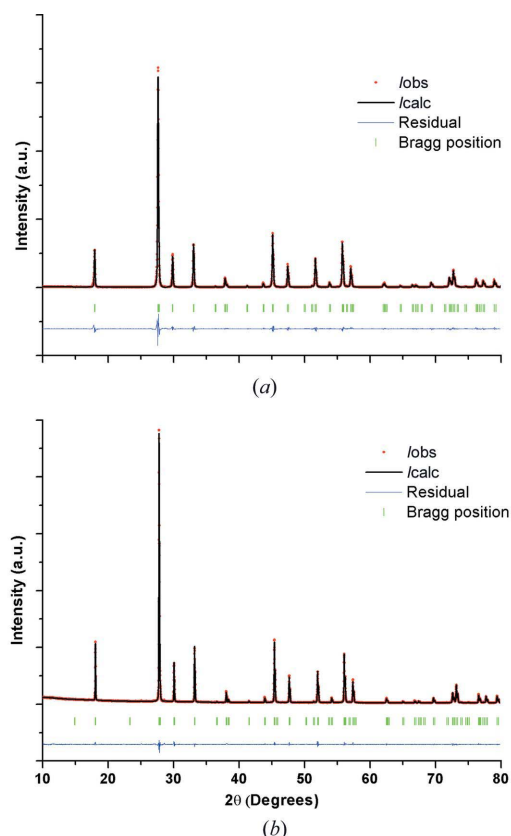 Iobs
Icalc
Residual
Bragg position
Intensity (a.u.)
(a)
Iobs
Icalc
Residual
Bragg position
Intensity (a.u.)
10 20 30 40 50 60 70 80
2θ (Degrees)
(b)